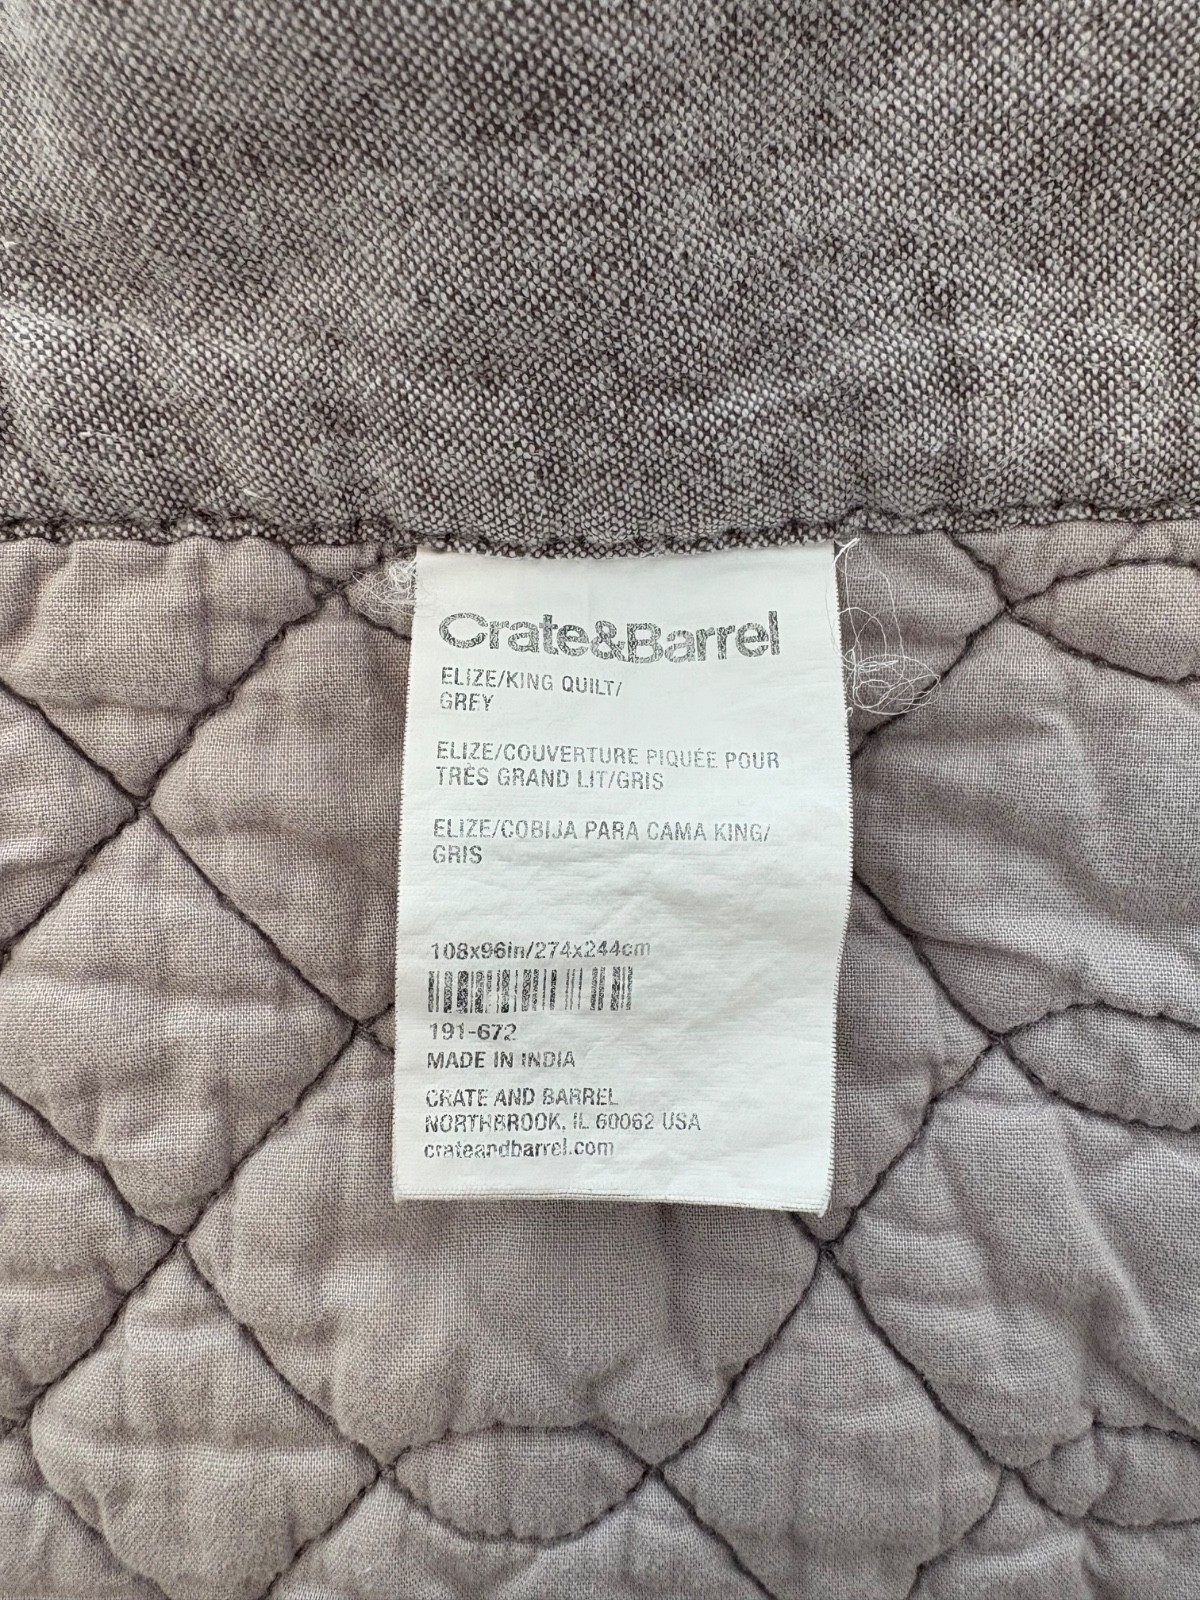 Crate&Barrel
ELIZE/KING QUILT/
GREY
ELIZE/COUVERTURE PIQUÉE POUR
TRÈS GRAND LIT/GRIS
ELIZE/COBIJA PARA CAMA KING/
GRIS
108x96in/274x244cm
191-672
MADE IN INDIA
CRATE AND BARREL
NORTHBROOK, IL 60062 USA
crateandbarrel.com